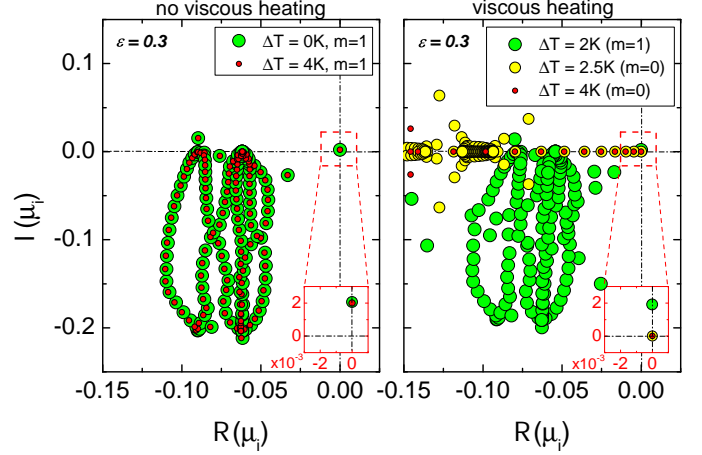 no viscous heating
viscous heating
ε = 0.3
ΔT = 0K, m=1
ΔT = 4K, m=1
ε = 0.3
ΔT = 2K (m=1)
ΔT = 2.5K (m=0)
ΔT = 4K (m=0)
0.1
0.0
-0.1
-0.2
I (μi)
2
0
x10-3 -2 0
2
0
x10-3 -2 0
-0.15 -0.10 -0.05 0.00
-0.15 -0.10 -0.05 0.00
R(μi)
R(μi)